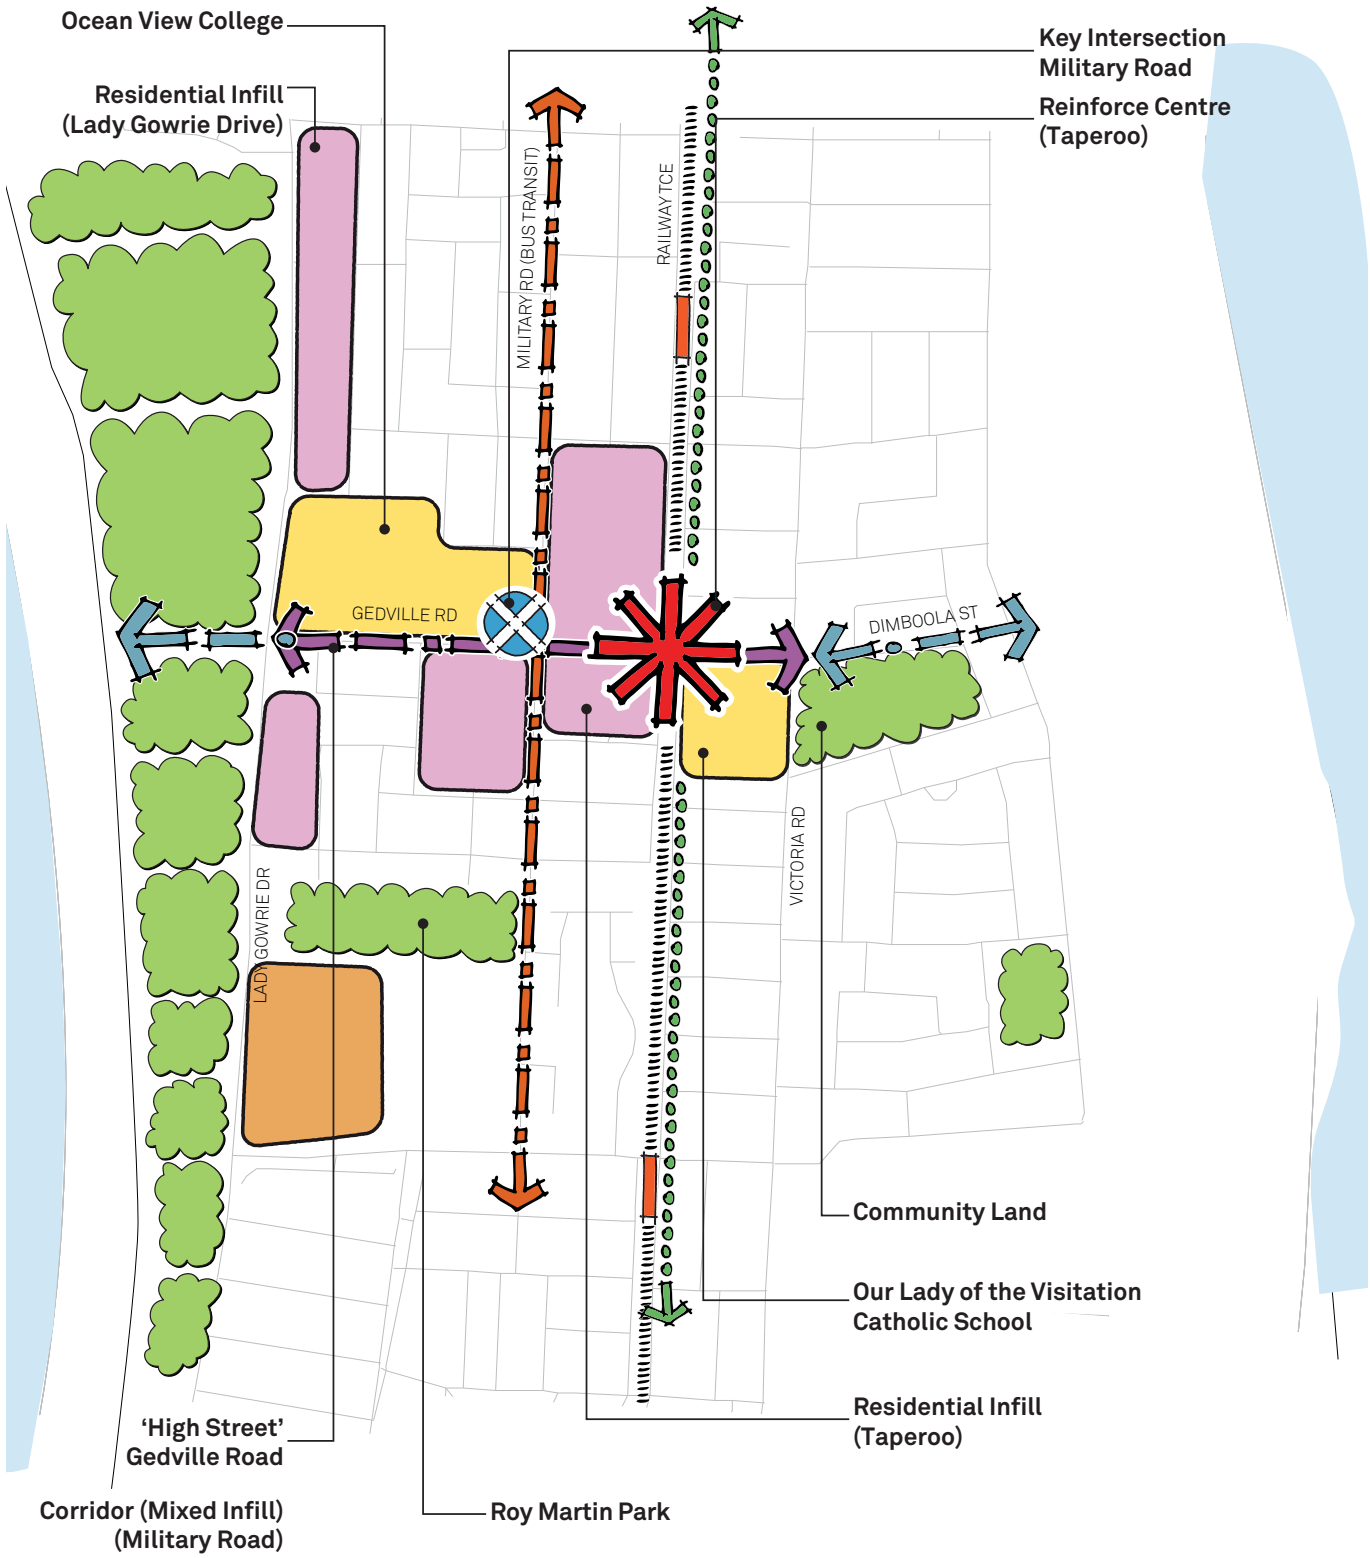 Ocean View College
Key Intersection
Military Road
Residential Infill
(Lady Gowrie Drive)
Reinforce Centre
(Taperoo)
MILITARY RD (BUS TRANSIT)
RAILWAY TCE
GEDVILLE RD
DIMBOOLA ST
VICTORIA RD
LADY GOWRIE DR
Community Land
Our Lady of the Visitation
Catholic School
Residential Infill
(Taperoo)
‘High Street’
Gedville Road
Corridor (Mixed Infill)
(Military Road)
Roy Martin Park